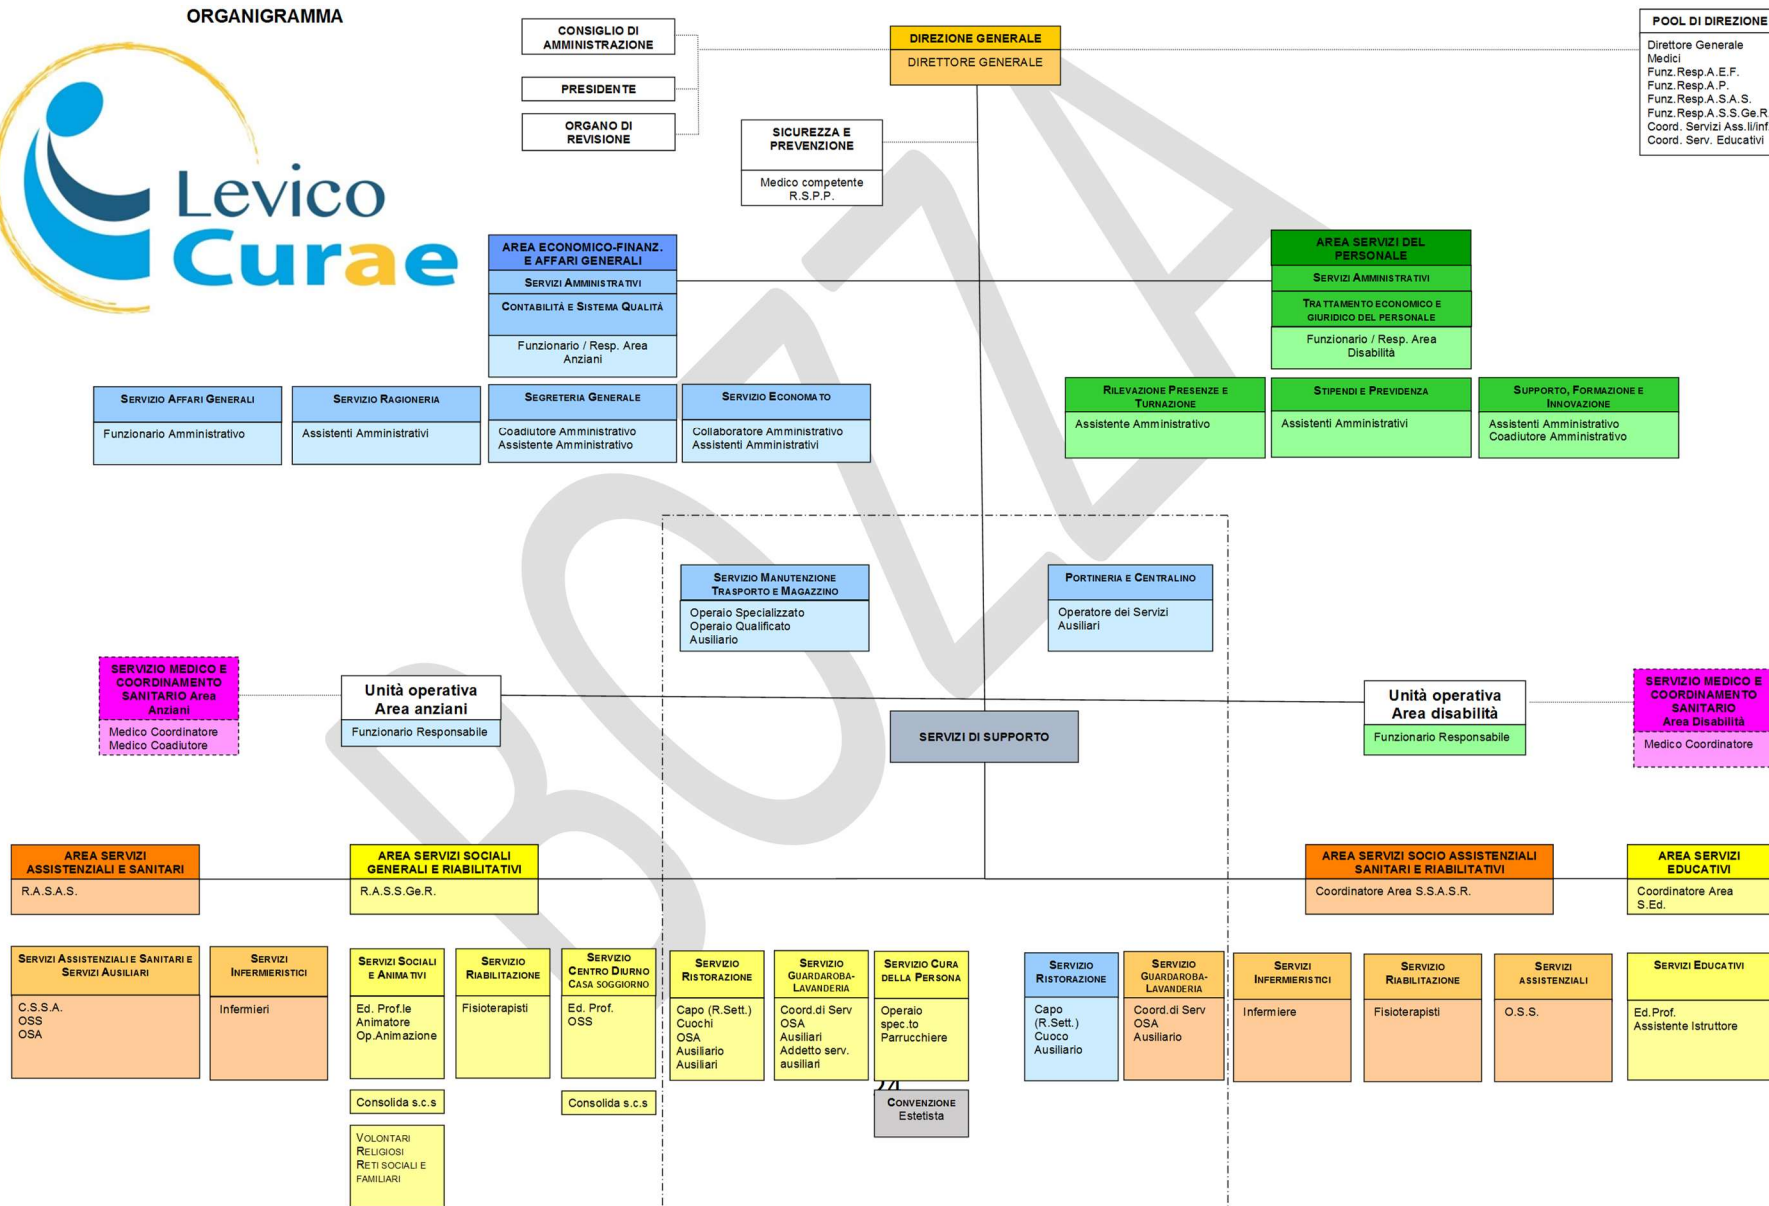 ORGANIGRAMMA
Levico
Curae
CONSIGLIO DI
AMMINISTRAZIONE
PRESIDENTE
ORGANO DI
REVISIONE
DIREZIONE GENERALE
DIRETTORE GENERALE
POOL DI DIREZIONE
Direttore Generale
Medici
Funz.Resp.A.E.F.
Funz.Resp.A.P.
Funz.Resp.A.S.A.S.
Funz.Resp.A.S.S.Ge.R.
Coord. Servizi Ass.li/inf.
Coord. Serv. Educativi
SICUREZZA E
PREVENZIONE
Medico competente
R.S.P.P.
AREA ECONOMICO-FINANZ.
E AFFARI GENERALI
SERVIZI AMMINISTRATIVI
CONTABILITÀ E SISTEMA QUALITÀ
Funzionario / Resp. Area
Anziani
AREA SERVIZI DEL
PERSONALE
SERVIZI AMMINISTRATIVI
TRATTAMENTO ECONOMICO E
GIURIDICO DEL PERSONALE
Funzionario / Resp. Area
Disabilità
SERVIZIO AFFARI GENERALI
Funzionario Amministrativo
SERVIZIO RAGIONERIA
Assistenti Amministrativi
SEGRETERIA GENERALE
Coadiutore Amministrativo
Assistente Amministrativo
SERVIZIO ECONOMATO
Collaboratore Amministrativo
Assistenti Amministrativi
RILEVAZIONE PRESENZE E
TURNAZIONE
Assistente Amministrativo
STIPENDI E PREVIDENZA
Assistenti Amministrativi
SUPPORTO, FORMAZIONE E
INNOVAZIONE
Assistenti Amministrativo
Coadiutore Amministrativo
BOZZA
SERVIZIO MANUTENZIONE
TRASPORTO E MAGAZZINO
Operaio Specializzato
Operaio Qualificato
Ausiliario
PORTINERIA E CENTRALINO
Operatore dei Servizi
Ausiliari
SERVIZIO MEDICO E
COORDINAMENTO
SANITARIO Area
Anziani
Medico Coordinatore
Medico Coadiutore
Unità operativa
Area anziani
Funzionario Responsabile
SERVIZI DI SUPPORTO
Unità operativa
Area disabilità
Funzionario Responsabile
SERVIZIO MEDICO E
COORDINAMENTO
SANITARIO
Area Disabilità
Medico Coordinatore
AREA SERVIZI
ASSISTENZIALI E SANITARI
R.A.S.A.S.
AREA SERVIZI SOCIALI
GENERALI E RIABILITATIVI
R.A.S.S.Ge.R.
AREA SERVIZI SOCIO ASSISTENZIALI
SANITARI E RIABILITATIVI
Coordinatore Area S.S.A.S.R.
AREA SERVIZI
EDUCATIVI
Coordinatore Area
S.Ed.
SERVIZI ASSISTENZIALI E SANITARI E
SERVIZI AUSILIARI
C.S.S.A.
OSS
OSA
SERVIZI
INFERMIERISTICI
Infermieri
SERVIZI SOCIALI
E ANIMATIVI
Ed. Prof.le
Animatore
Op.Animazione
Consolida s.c.s
VOLONTARI
RELIGIOSI
RETI SOCIALI E
FAMILIARI
SERVIZIO
RIABILITAZIONE
Fisioterapisti
SERVIZIO
CENTRO DIURNO
CASA SOGGIORNO
Ed. Prof.
OSS
Consolida s.c.s
SERVIZIO
RISTORAZIONE
Capo (R.Sett.)
Cuochi
OSA
Ausiliario
Ausiliari
SERVIZIO
GUARDAROBA-
LAVANDERIA
Coord.di Serv
OSA
Ausiliari
Addetto serv.
ausiliari
SERVIZIO CURA
DELLA PERSONA
Operaio
spec.to
Parrucchiere
24
CONVENZIONE
Estetista
SERVIZIO
RISTORAZIONE
Capo
(R.Sett.)
Cuoco
Ausiliario
SERVIZIO
GUARDAROBA-
LAVANDERIA
Coord.di Serv
OSA
Ausiliario
SERVIZI
INFERMIERISTICI
Infermiere
SERVIZIO
RIABILITAZIONE
Fisioterapisti
SERVIZI
ASSISTENZIALI
O.S.S.
SERVIZI EDUCATIVI
Ed.Prof.
Assistente Istruttore